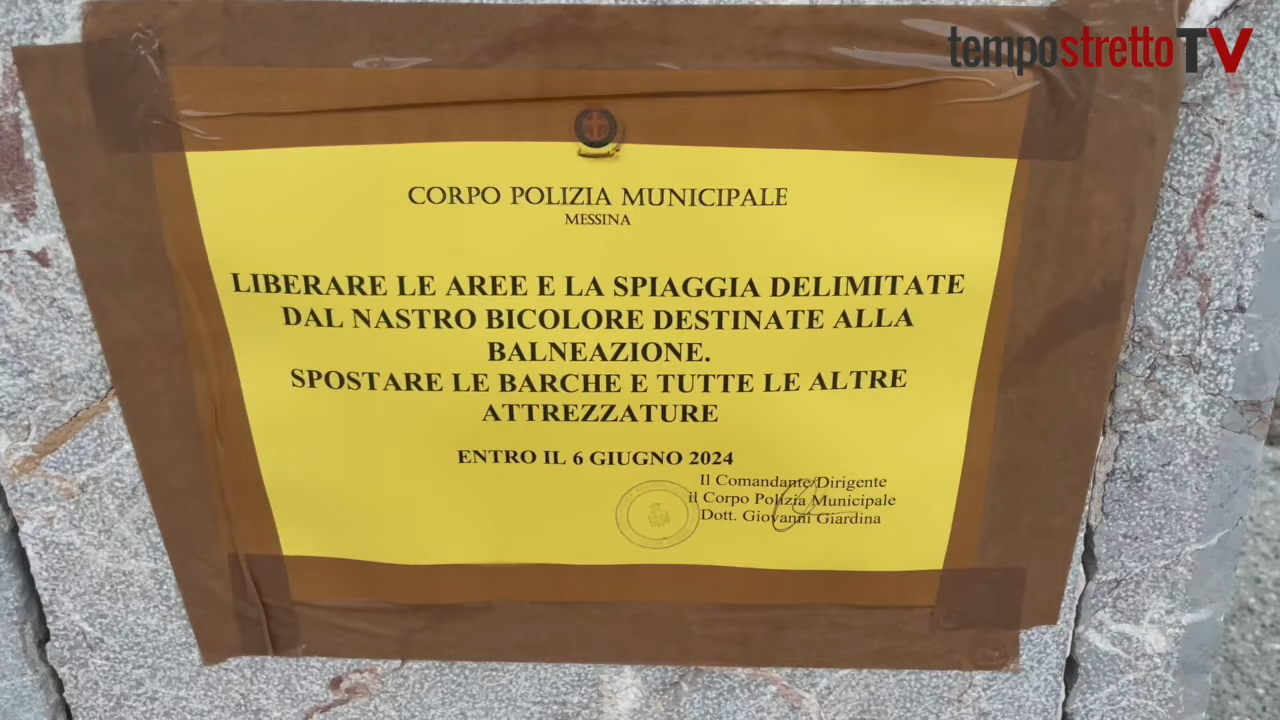 tempostrettoTV
CORPO POLIZIA MUNICIPALE
MESSINA
LIBERARE LE AREE E LA SPIAGGIA DELIMITATE
DAL NASTRO BICOLORE DESTINATE ALLA
BALNEAZIONE.
SPOSTARE LE BARCHE E TUTTE LE ALTRE
ATTREZZATURE
ENTRO IL 6 GIUGNO 2024
Il Comandante/Dirigente
il Corpo Polizia Municipale
Dott. Giovanni Giardina